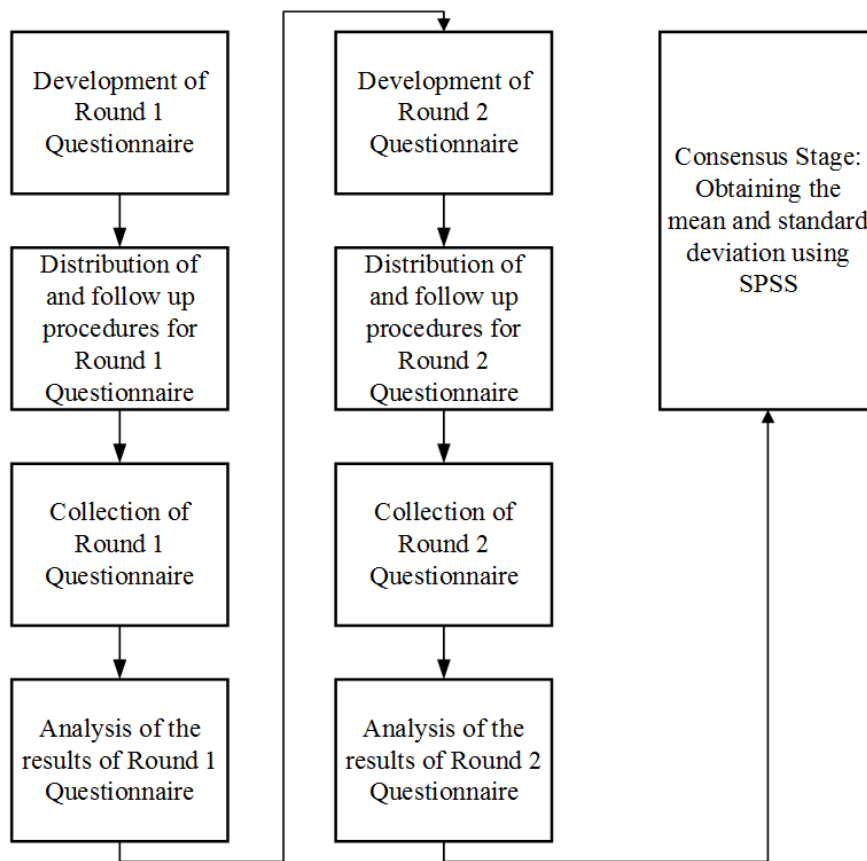 Development of
Round 1
Questionnaire
Distribution of
and follow up
procedures for
Round 1
Questionnaire
Collection of
Round 1
Questionnaire
Analysis of the
results of Round 1
Questionnaire
Development of
Round 2
Questionnaire
Distribution of
and follow up
procedures for
Round 2
Questionnaire
Collection of
Round 2
Questionnaire
Analysis of the
results of Round 2
Questionnaire
Consensus Stage:
Obtaining the
mean and standard
deviation using
SPSS